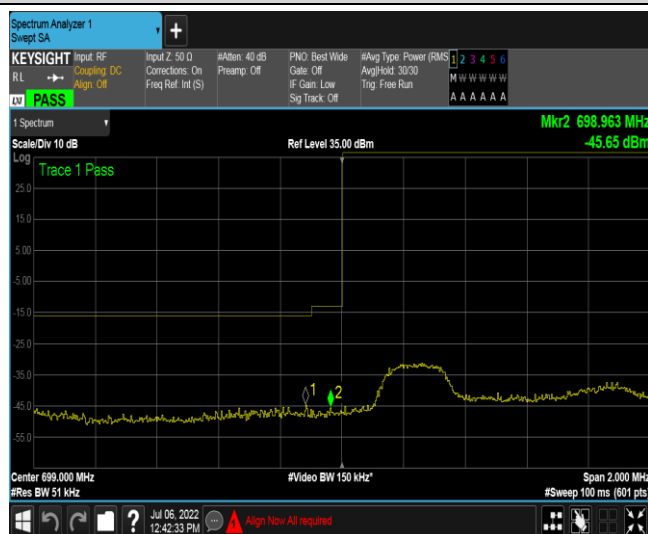 Spectrum Analyzer 1
Swept SA
+
KEYSIGHT
RL
LXI PASS
Input: RF
Coupling: DC
Align: Off
Input Z: 50 Ω
Corrections: On
Freq Ref: Int (S)
#Atten: 40 dB
Preamp: Off
PNO: Best Wide
Gate: Off
IF Gain: Low
Sig Track: Off
#Avg Type: Power (RMS
Avg|Hold: 30/30
Trig: Free Run
1 2 3 4 5 6
M W W W W W
A A A A A A
1 Spectrum
Mkr2 698.963 MHz
Scale/Div 10 dB
Ref Level 35.00 dBm
-45.65 dBm
Log
Trace 1 Pass
25.0
15.0
5.00
-5.00
-15.0
-25.0
-35.0
1
2
-45.0
-55.0
Center 699.000 MHz
#Video BW 150 kHz*
Span 2.000 MHz
#Res BW 51 kHz
#Sweep 100 ms (601 pts)
?
Jul 06, 2022
12:42:33 PM
Align Now All required